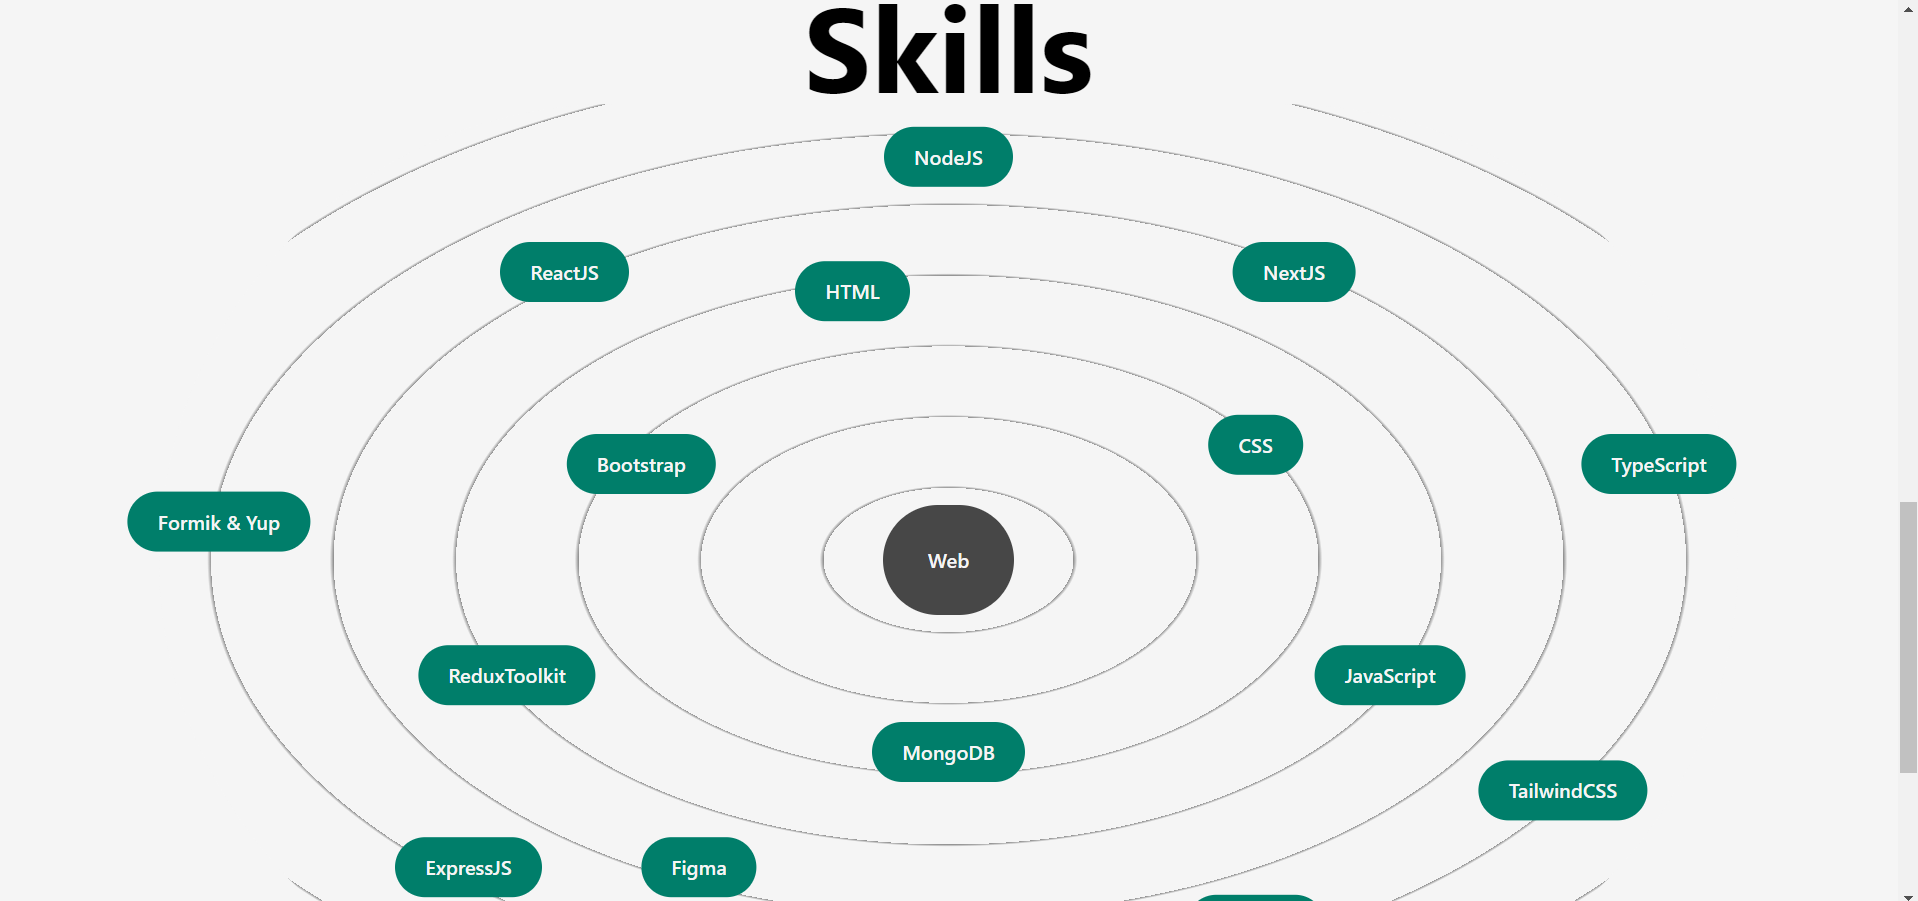 Skills
NodeJS
ReactJS
NextJS
HTML
CSS
Bootstrap
TypeScript
Formik & Yup
Web
ReduxToolkit
JavaScript
MongoDB
TailwindCSS
ExpressJS
Figma